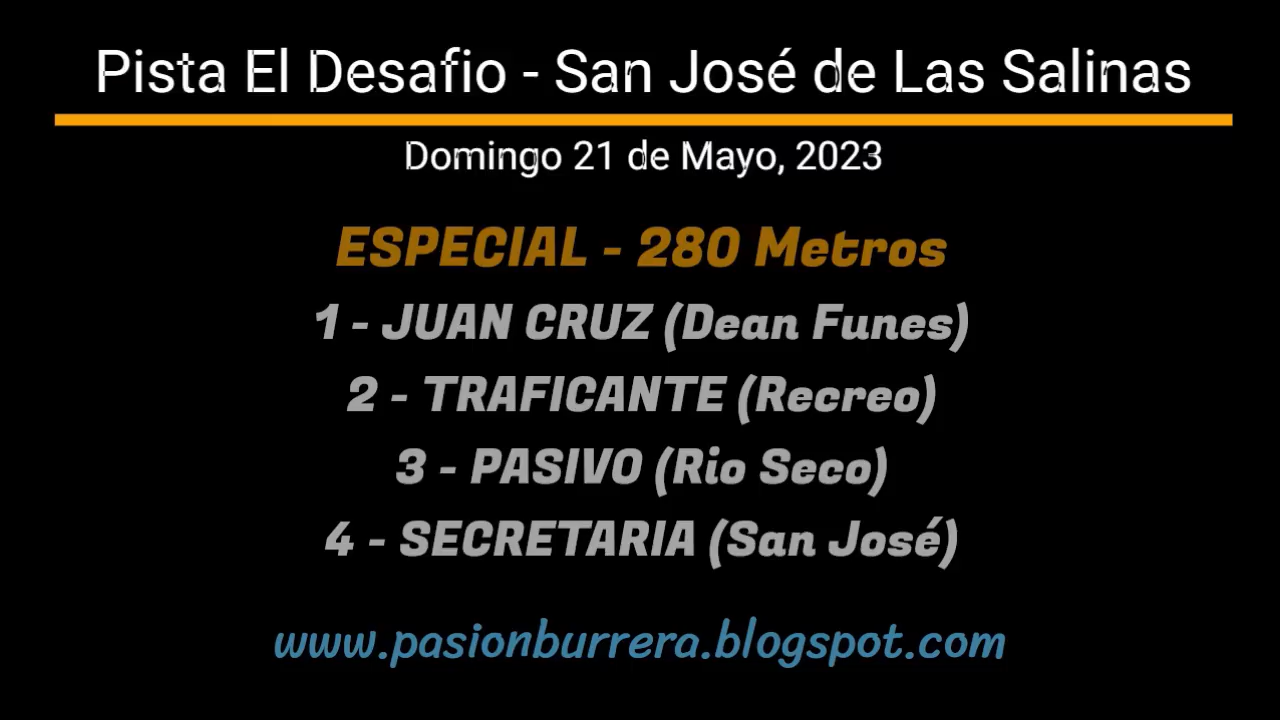 Pista El Desafio - San José de Las Salinas
Domingo 21 de Mayo, 2023
ESPECIAL - 280 Metros
1 - JUAN CRUZ (Dean Funes)
2 - TRAFICANTE (Recreo)
3 - PASIVO (Rio Seco)
4 - SECRETARIA (San José)
www.pasionburrera.blogspot.com